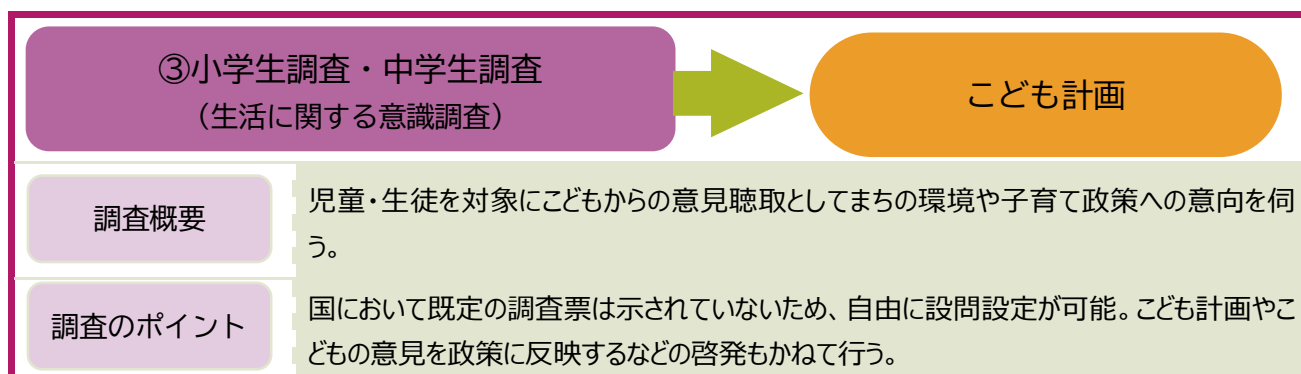 ③小学生調査・中学生調査
（生活に関する意識調査）
こども計画
調査概要
児童・生徒を対象にこどもからの意見聴取としてまちの環境や子育て政策への意向を伺
う。
調査のポイント
国において既定の調査票は示されていないため、自由に設問設定が可能。こども計画やこ
どもの意見を政策に反映するなどの啓発もかねて行う。